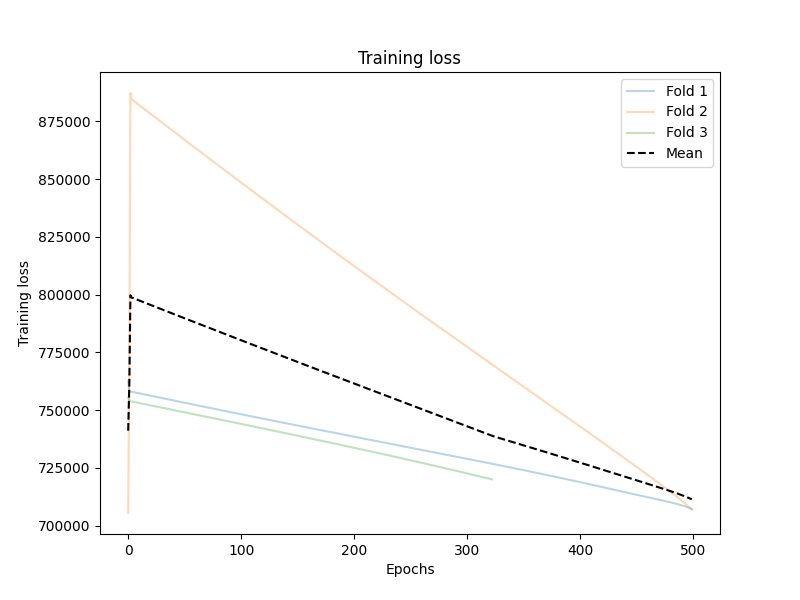 Training loss
Fold 1
Fold 2
Fold 3
Mean
Training loss
875000
850000
825000
800000
775000
750000
725000
700000
0 100 200 300 400 500
Epochs